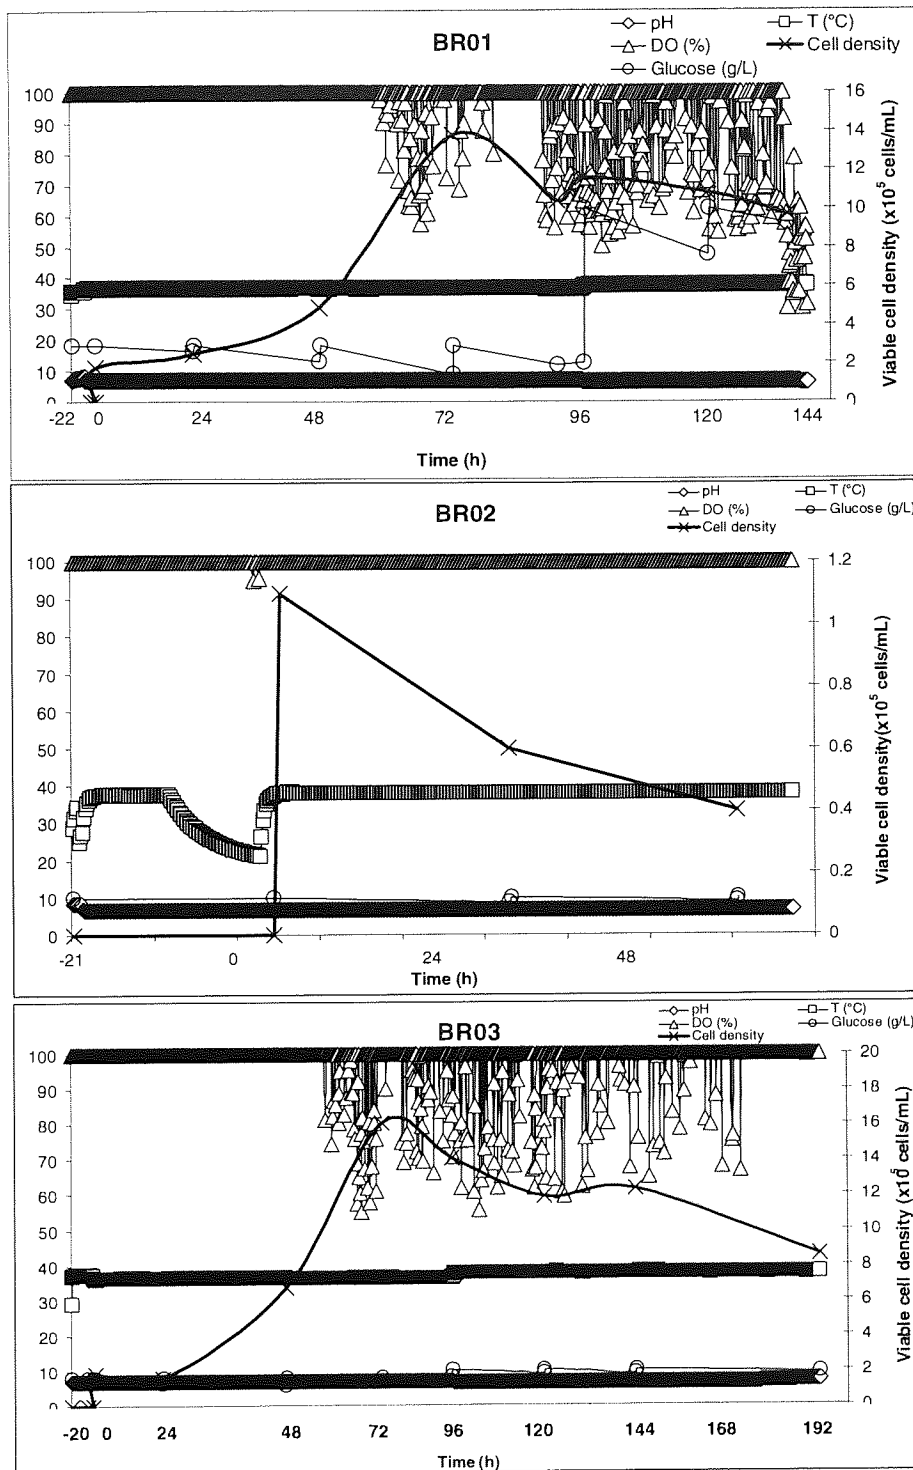 BR01
pH
T (°C)
DO (%)
Cell density
Glucose (g/L)
100
90
80
70
60
50
40
30
20
10
0
16
14
12
10
8
6
4
2
0
Viable cell density (x10⁵ cells/mL)
-22 0 24 48 72 96 120 144
Time (h)
BR02
pH
T (°C)
DO (%)
Glucose (g/L)
Cell density
100
90
80
70
60
50
40
30
20
10
0
1.2
1
0.8
0.6
0.4
0.2
0
Viable cell density(x10⁵ cells/mL)
-21 0 24 48
Time (h)
BR03
pH
T (°C)
DO (%)
Glucose (g/L)
Cell density
100
90
80
70
60
50
40
30
20
10
0
20
18
16
14
12
10
8
6
4
2
0
Viable cell density (x10⁵ cells/mL)
-20 0 24 48 72 96 120 144 168 192
Time (h)